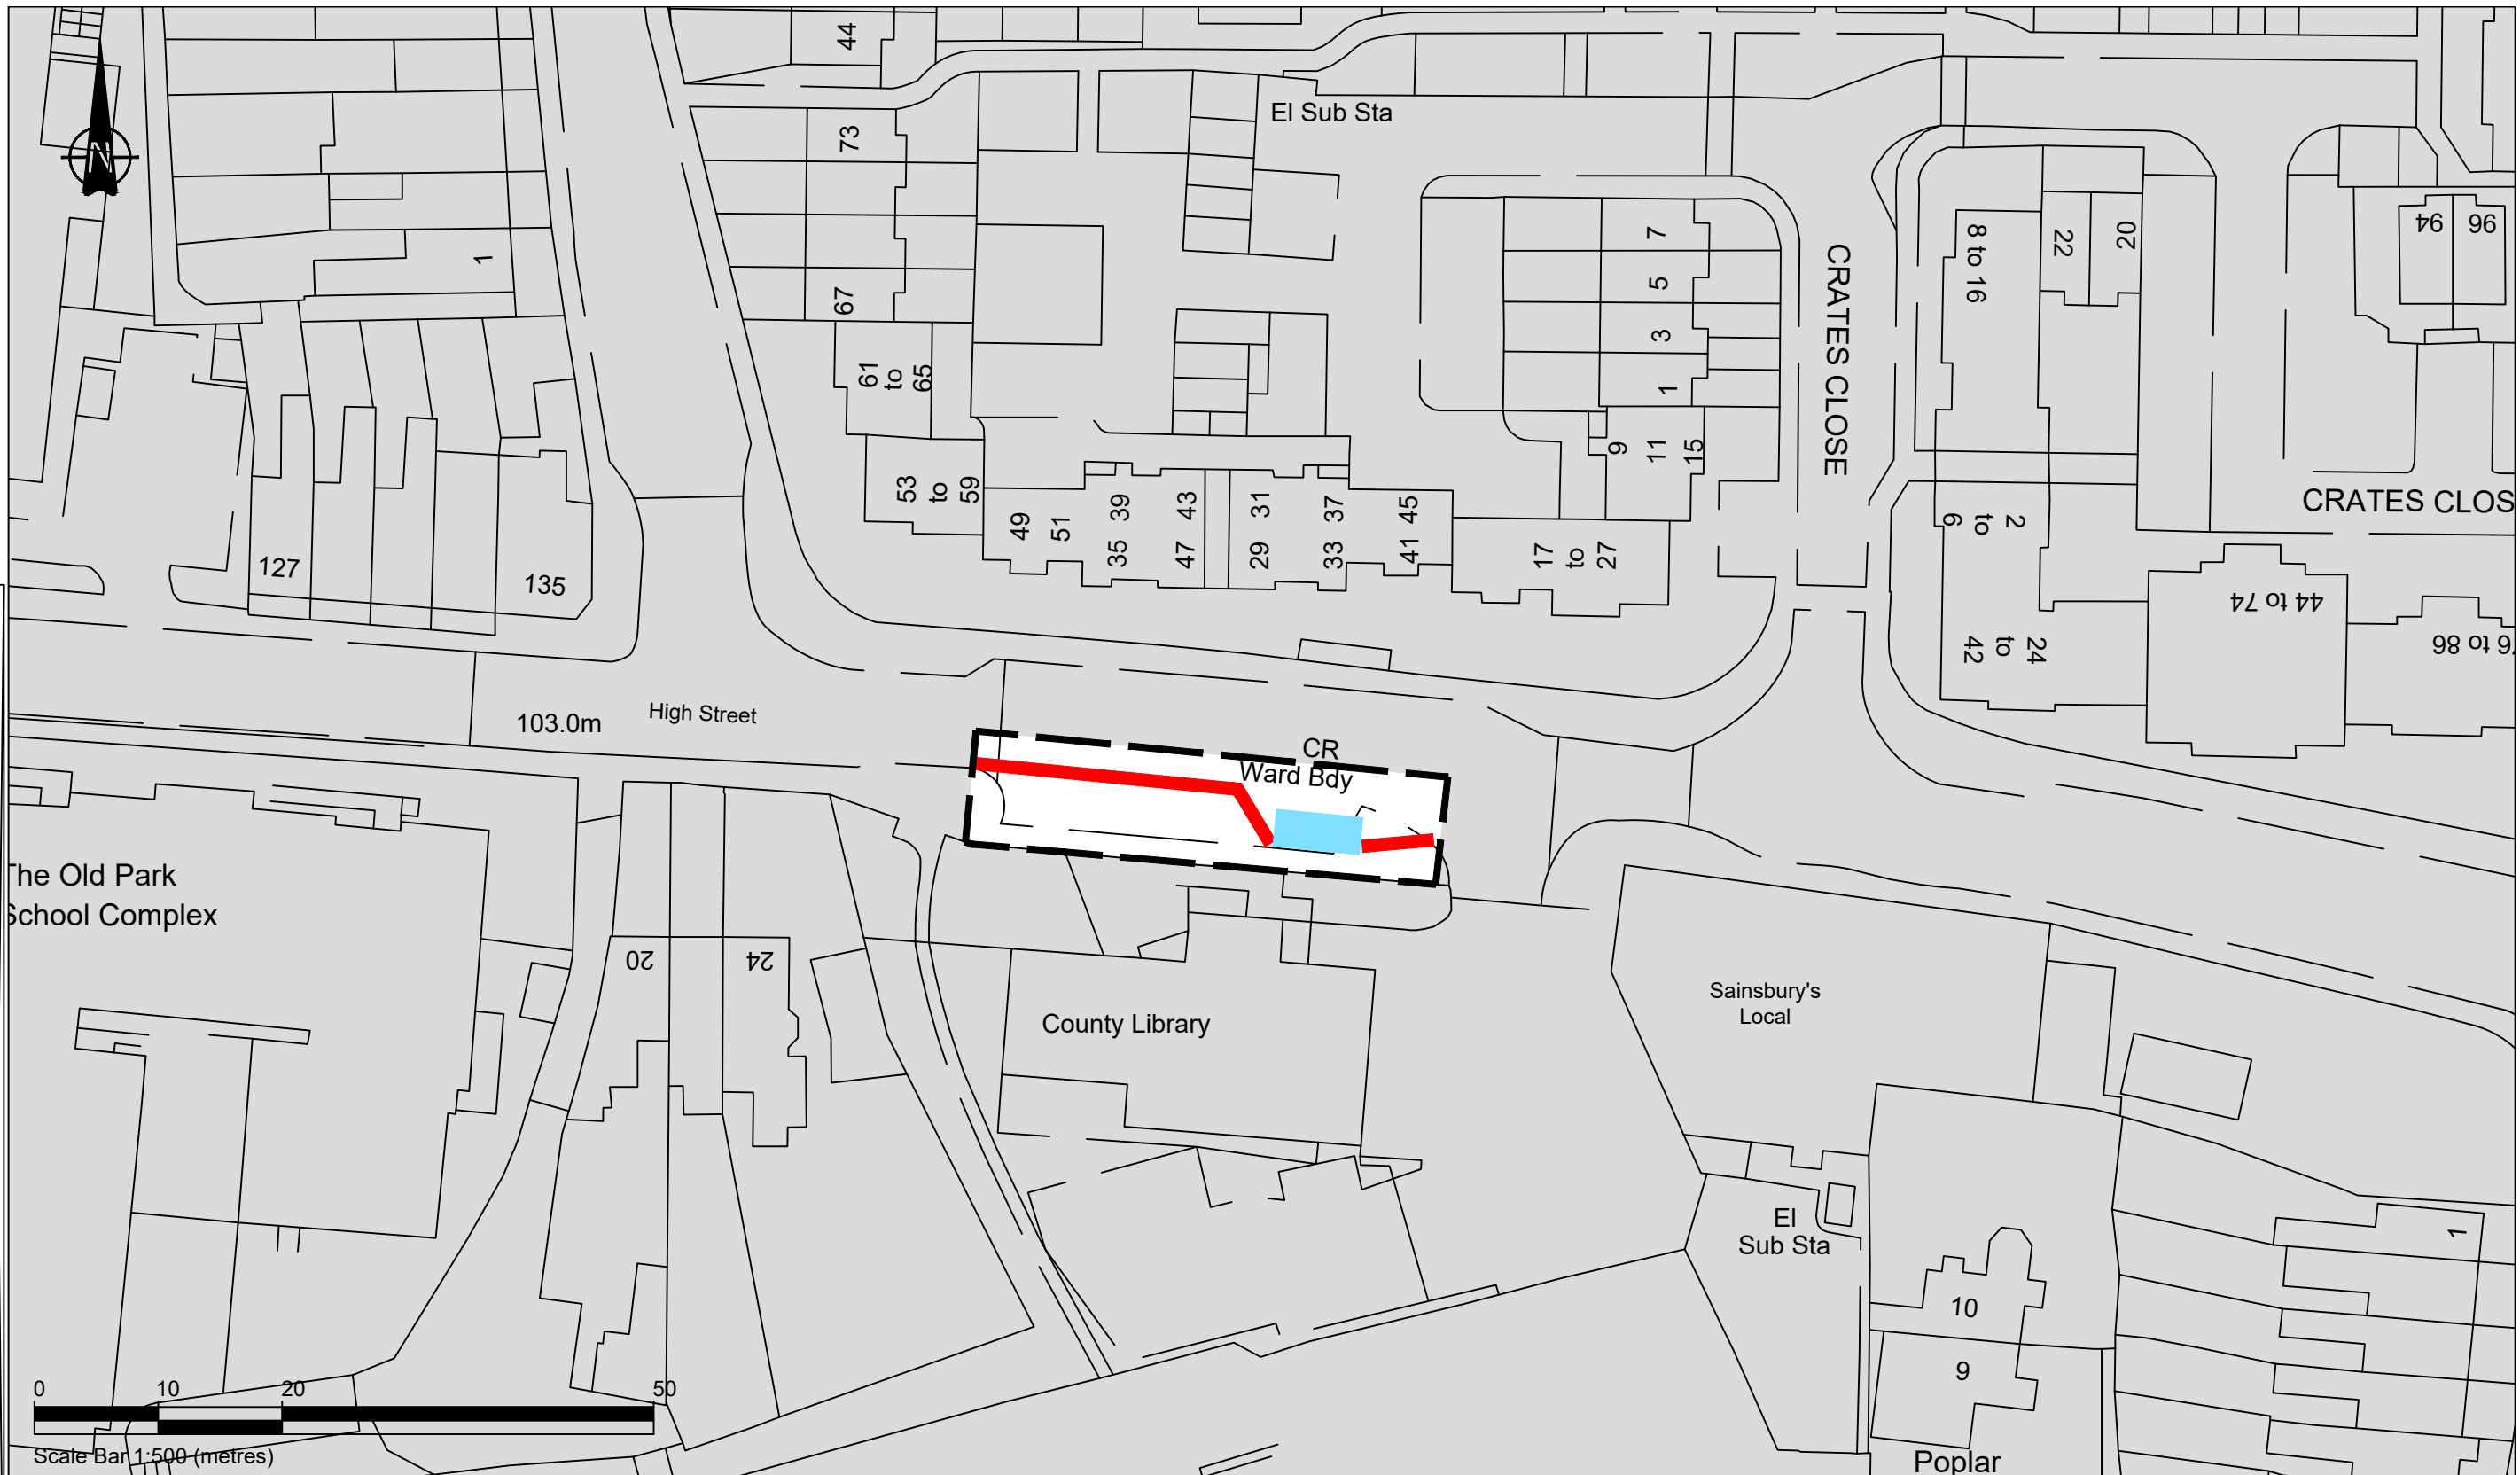 44
N
El Sub Sta
73
7
94
96
8 to 16
22
20
1
5
67
3
CRATES CLOSE
61
to
65
1
9
11
15
53
to
59
49
51
39
35
43
47
31
29
37
33
45
41
17
to
27
2
to
6
CRATES CLOS
127
135
44 to 74
24
to
42
6 to 86
103.0m
High Street
CR
Ward Bdy
The Old Park
School Complex
20
24
County Library
Sainsbury's
Local
El
Sub Sta
1
10
9
Poplar
0
10
20
50
Scale Bar 1:500 (metres)